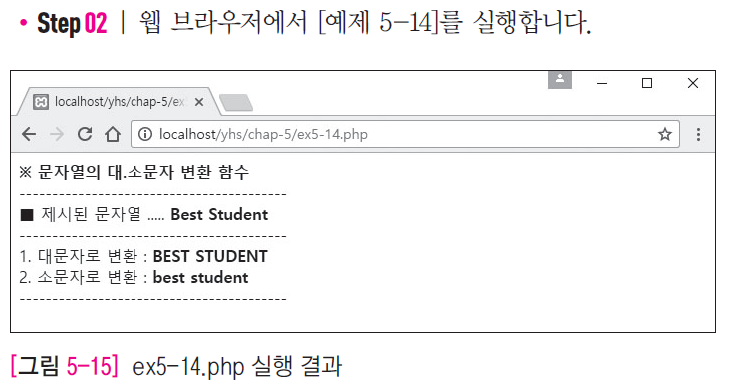 • Step 02 | 웹 브라우저에서 [예제 5-14]를 실행합니다.
localhost/yhs/chap-5/ex
localhost/yhs/chap-5/ex5-14.php
※ 문자열의 대.소문자 변환 함수
----------------------------------------
■ 제시된 문자열 ..... Best Student
----------------------------------------
1. 대문자로 변환 : BEST STUDENT
2. 소문자로 변환 : best student
----------------------------------------
[그림 5-15] ex5-14.php 실행 결과